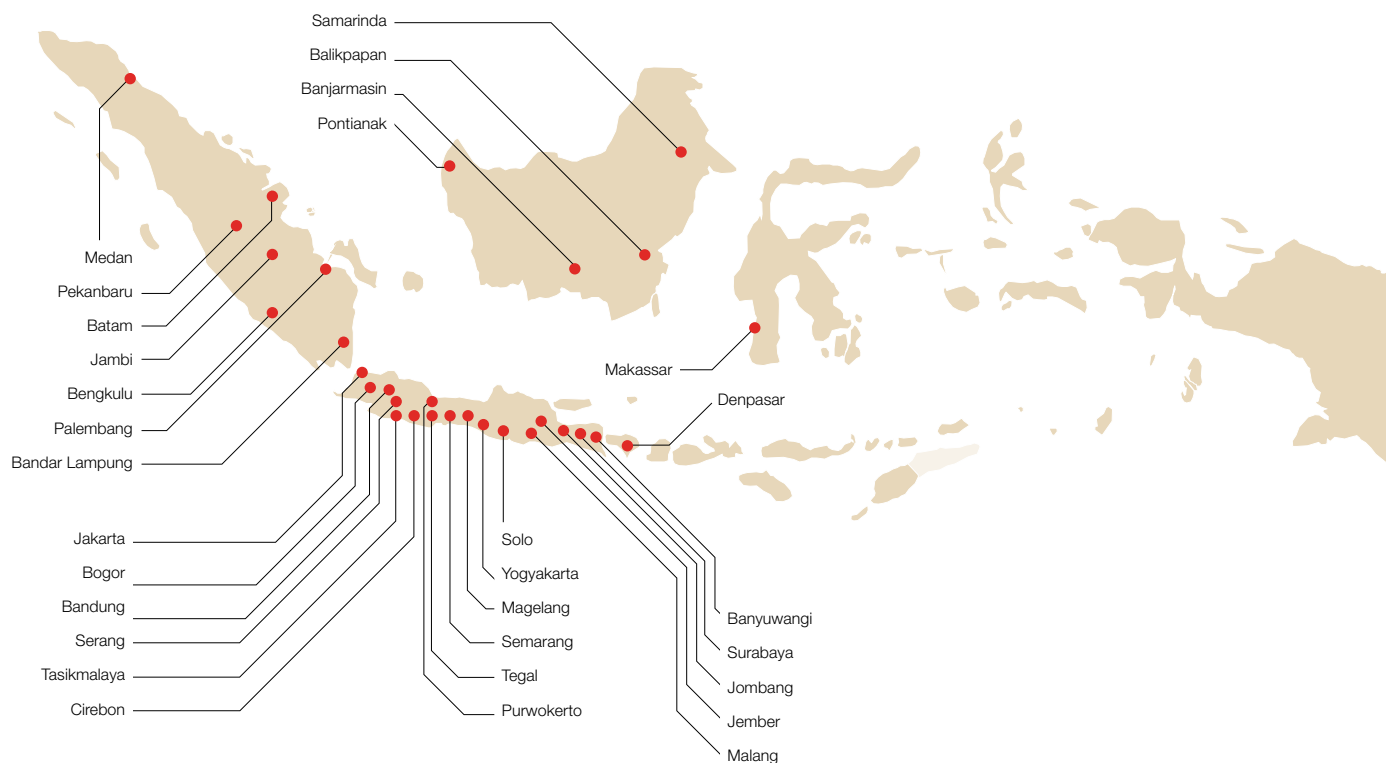 Samarinda
Balikpapan
Banjarmasin
Pontianak
Medan
Pekanbaru
Batam
Jambi
Bengkulu
Palembang
Bandar Lampung
Makassar
Denpasar
Jakarta
Bogor
Bandung
Serang
Tasikmalaya
Cirebon
Solo
Yogyakarta
Magelang
Semarang
Tegal
Purwokerto
Banyuwangi
Surabaya
Jombang
Jember
Malang